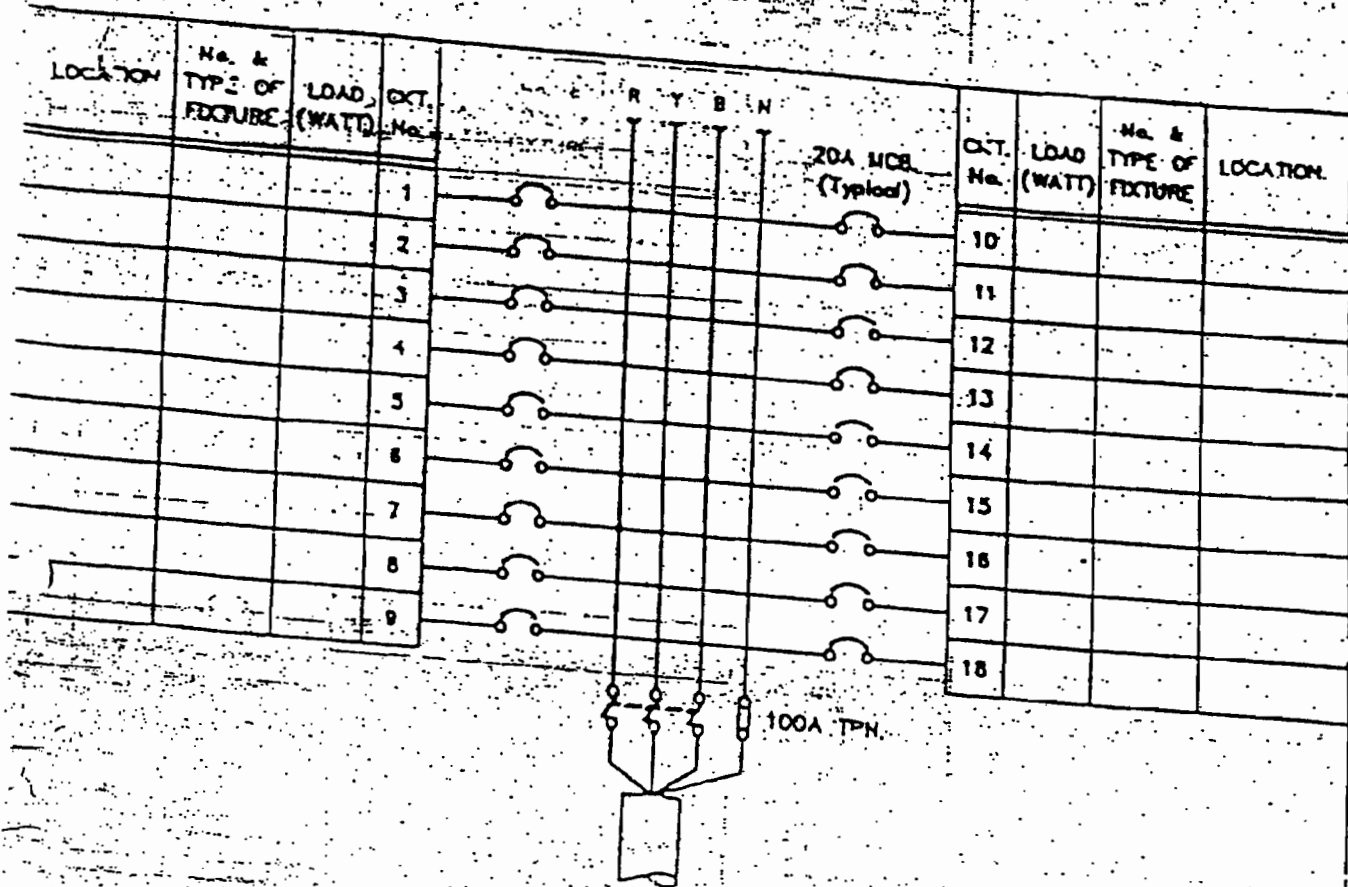 LOCATION
No. &
TYPE OF
FIXTURE
LOAD
(WATT)
CKT.
No.
R Y B N
20A MCB
(Typical)
CKT.
No.
LOAD
(WATT)
No. &
TYPE OF
FIXTURE
LOCATION.
1
2
3
4
5
6
7
8
9
10
11
12
13
14
15
16
17
18
100A TPN.